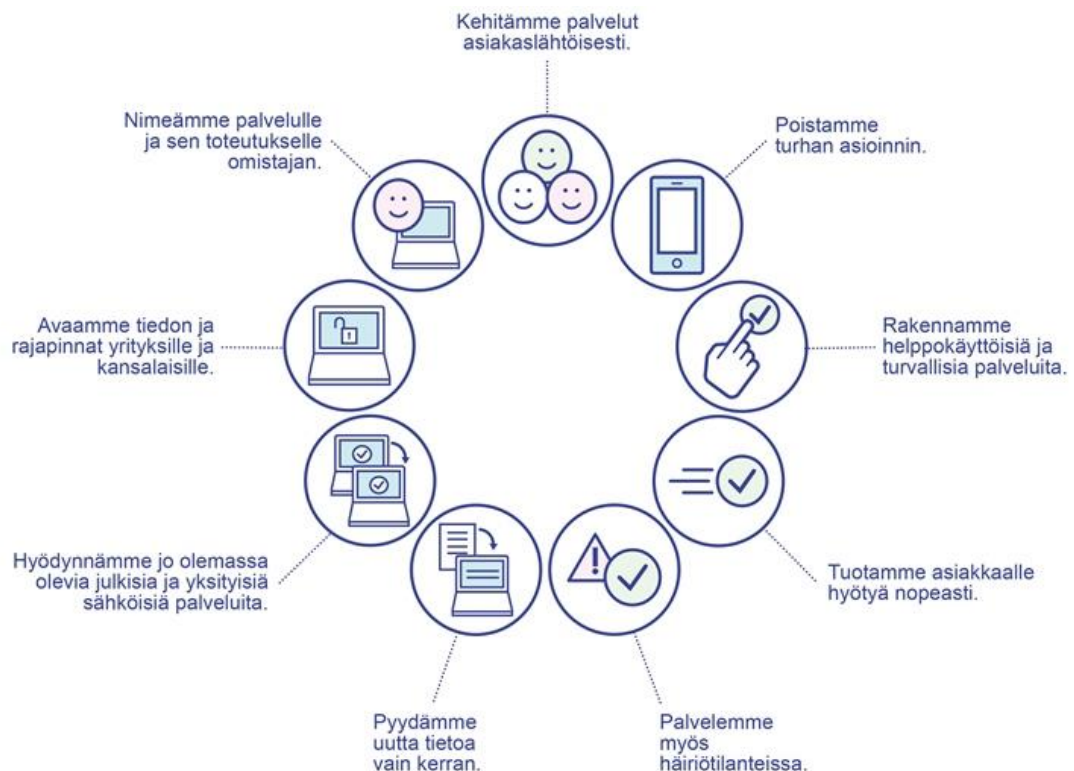 Kehitämme palvelut
asiakaslähtöisesti.
Poistamme
turhan asioinnin.
Rakennamme
helppokäyttöisiä ja
turvallisia palveluita.
Tuotamme asiakkaalle
hyötyä nopeasti.
Palvelemme
myös
häiriötilanteissa.
Pyydämme
uutta tietoa
vain kerran.
Hyödynnämme jo olemassa
olevia julkisia ja yksityisiä
sähköisiä palveluita.
Avaamme tiedon ja
rajapinnat yrityksille ja
kansalaisille.
Nimeämme palvelulle
ja sen toteutukselle
omistajan.